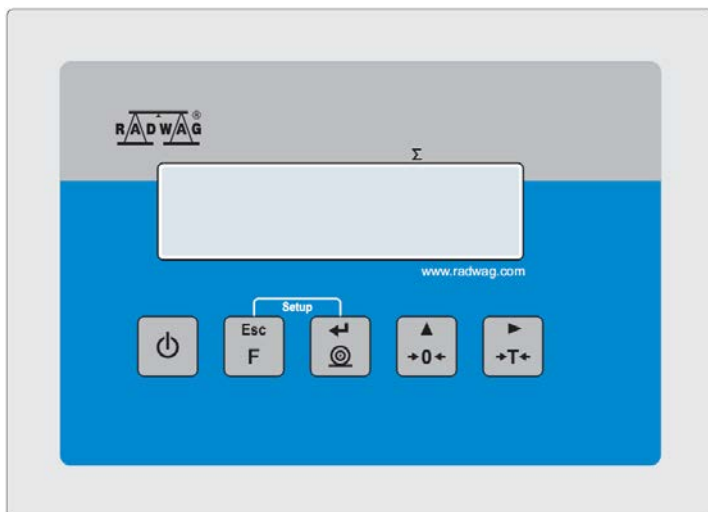 RADWAG®
Σ
www.radwag.com
Setup
Esc
F
→0←
→T←